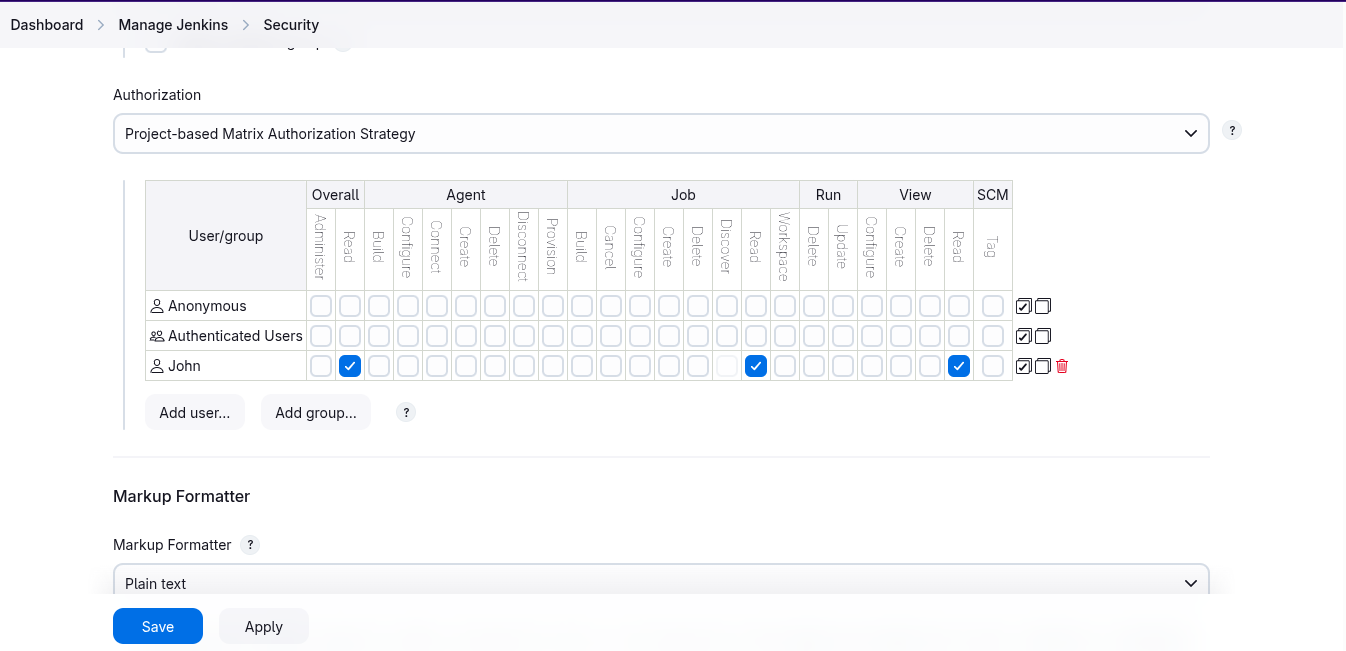 Dashboard Manage Jenkins Security
Authorization
Project-based Matrix Authorization Strategy ?
User/group Overall Agent Job Run View SCM
Administer Read Build Configure Connect Create Delete Disconnect Provision Build Cancel Configure Create Delete Discover Read Workspace Delete Update Configure Create Delete Read Tag
Anonymous
Authenticated Users
John
Add user... Add group... ?
Markup Formatter
Markup Formatter ?
Plain text
Save Apply